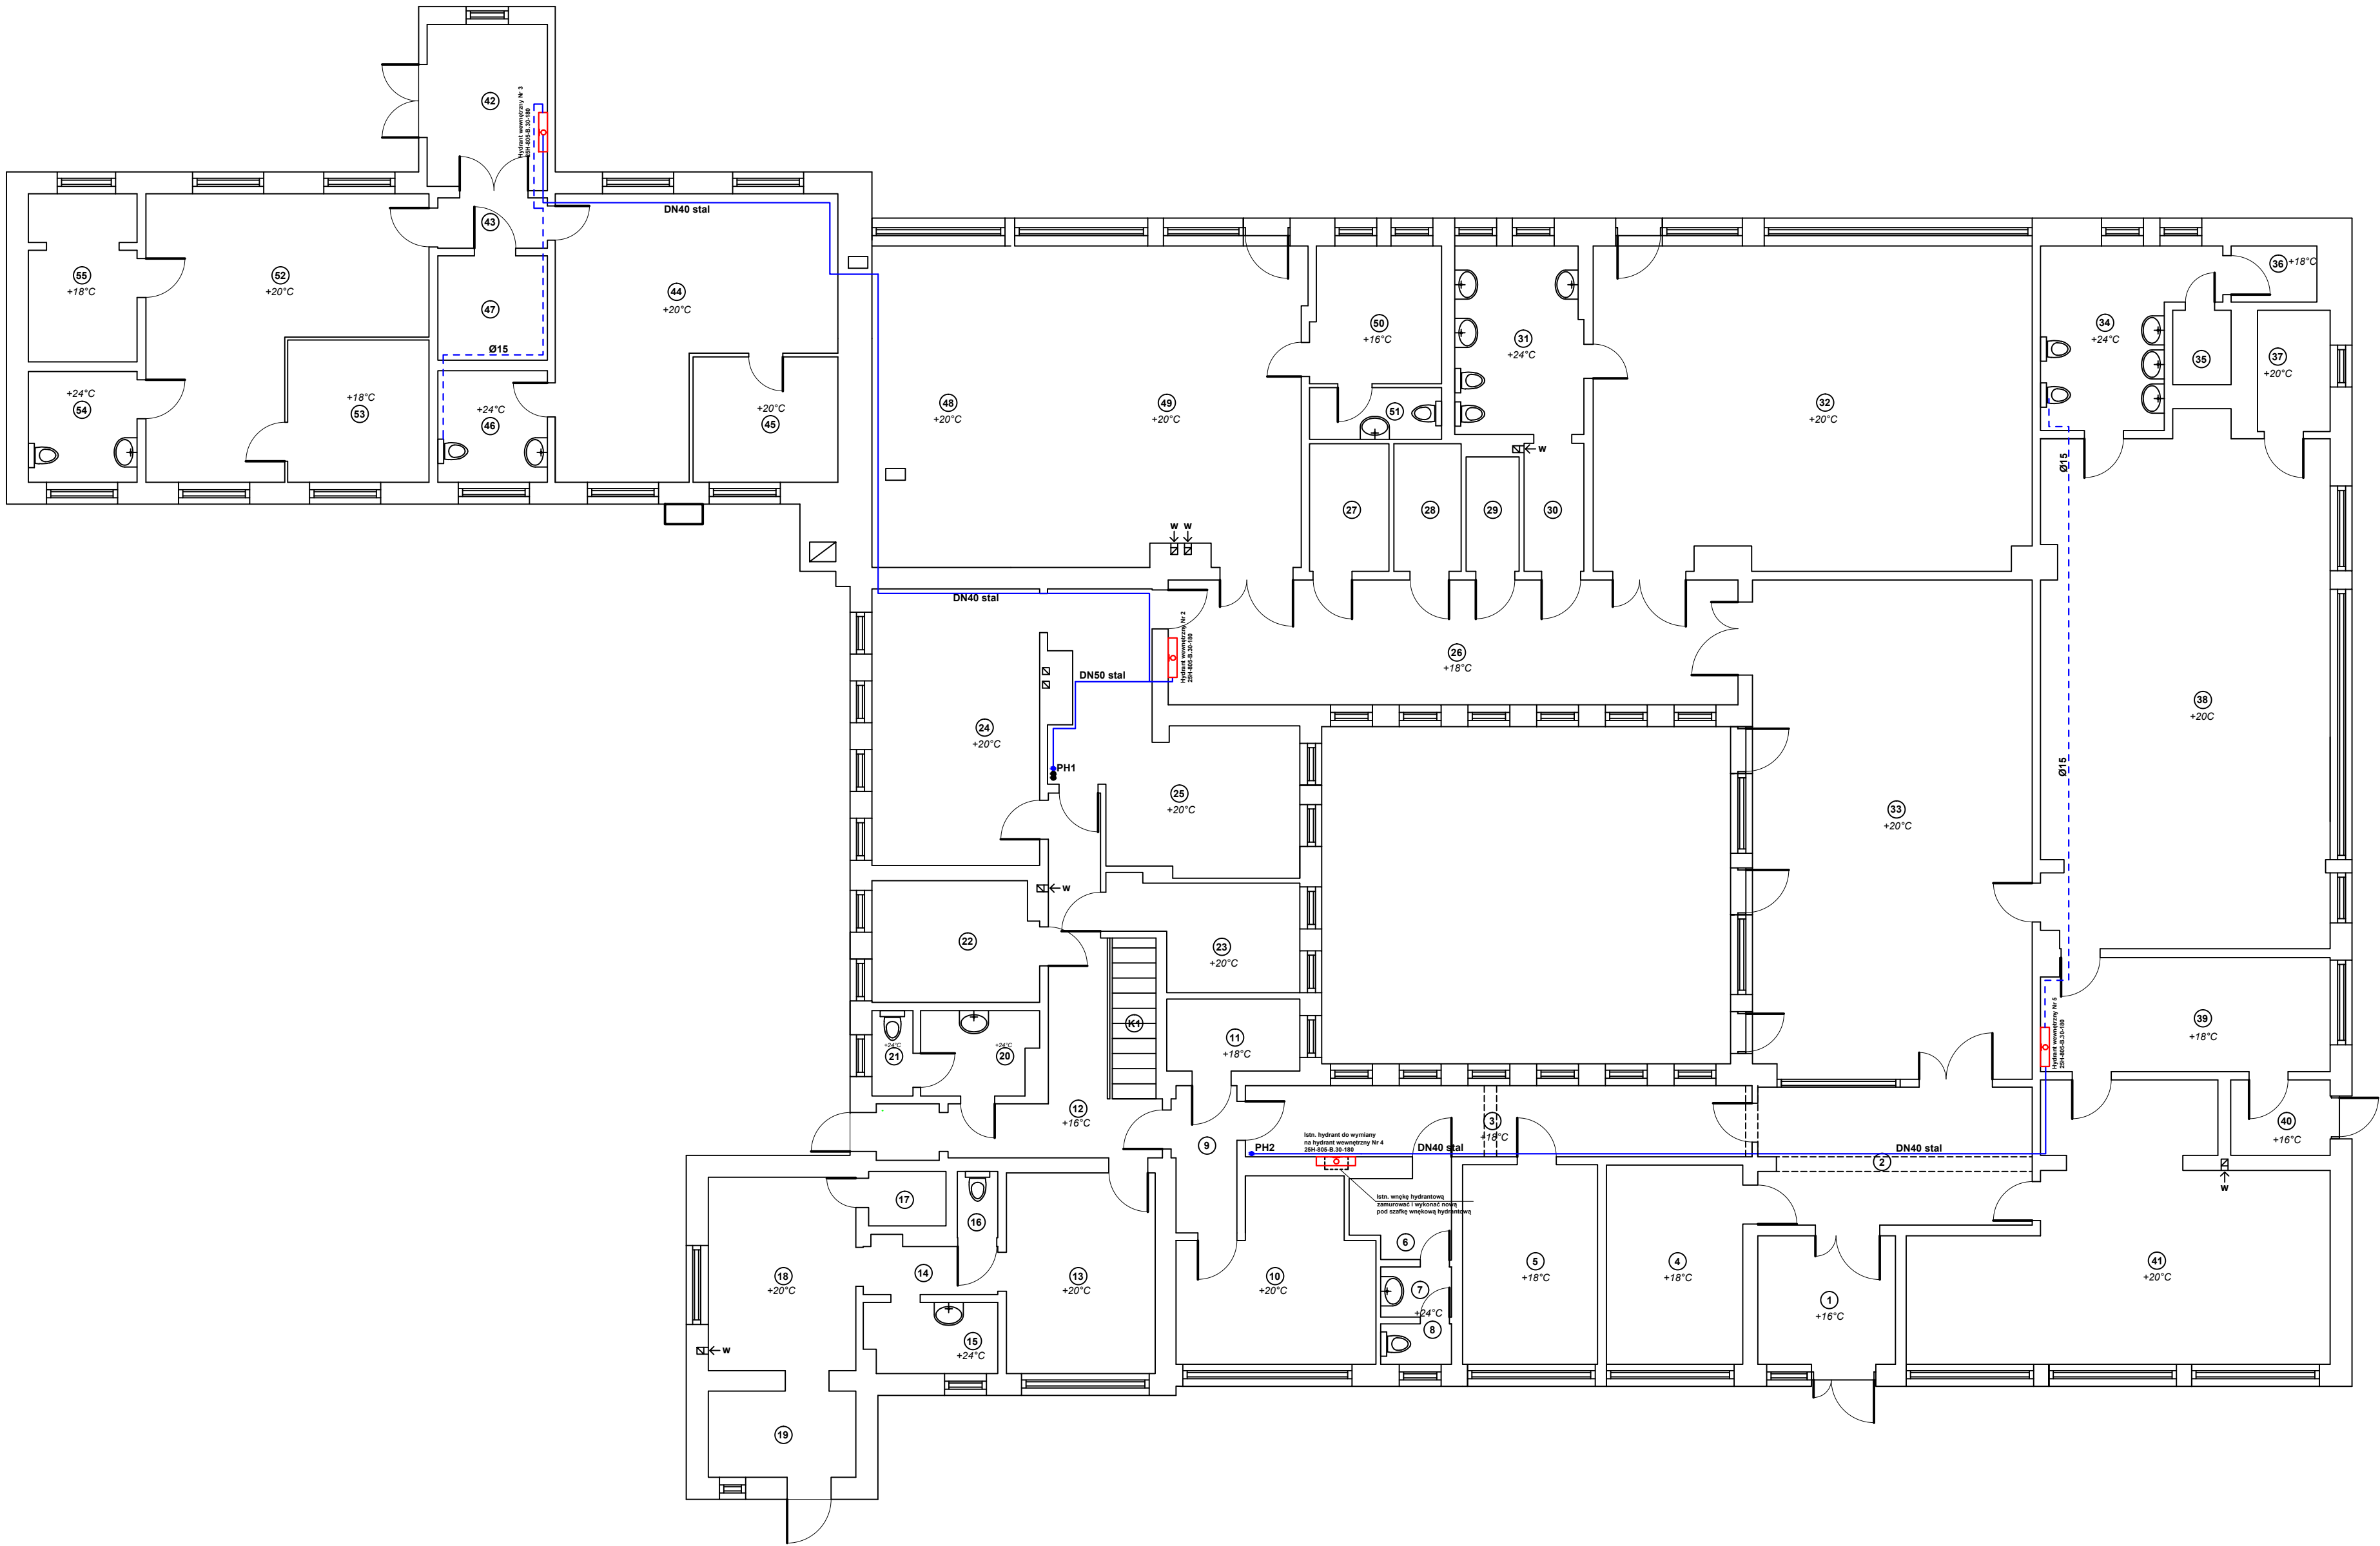 42
Hydrant wewnętrzny Nr 3
25H-805-B.30-180
DN40 stal
43
55
+18°C
52
+20°C
47
44
+20°C
Ø15
+24°C
54
+18°C
53
+24°C
46
+20°C
45
48
+20°C
49
+20°C
50
+16°C
51
31
+24°C
32
+20°C
34
+24°C
35
36
+18°C
37
+20°C
W
27
28
29
30
W
W
Ø15
DN40 stal
Hydrant wewnętrzny Nr 2
25H-805-B.30-180
26
+18°C
DN50 stal
24
+20°C
PH1
25
+20°C
38
+20C
Ø15
33
+20°C
W
22
23
+20°C
K1
+24°C
21
+24°C
20
11
+18°C
39
+18°C
Hydrant wewnętrzny Nr 5
25H-805-B.30-180
12
+16°C
9
PH2
Istn. hydrant do wymiany
na hydrant wewnętrzny Nr 4
25H-805-B.30-180
DN40 stal
3
+18°C
DN40 stal
2
40
+16°C
W
17
16
Istn. wnękę hydrantową
zamurować i wykonać nową
pod szafkę wnękową hydrantową
18
+20°C
14
13
+20°C
10
+20°C
6
7
+24°C
8
5
+18°C
4
+18°C
1
+16°C
41
+20°C
15
+24°C
W
19